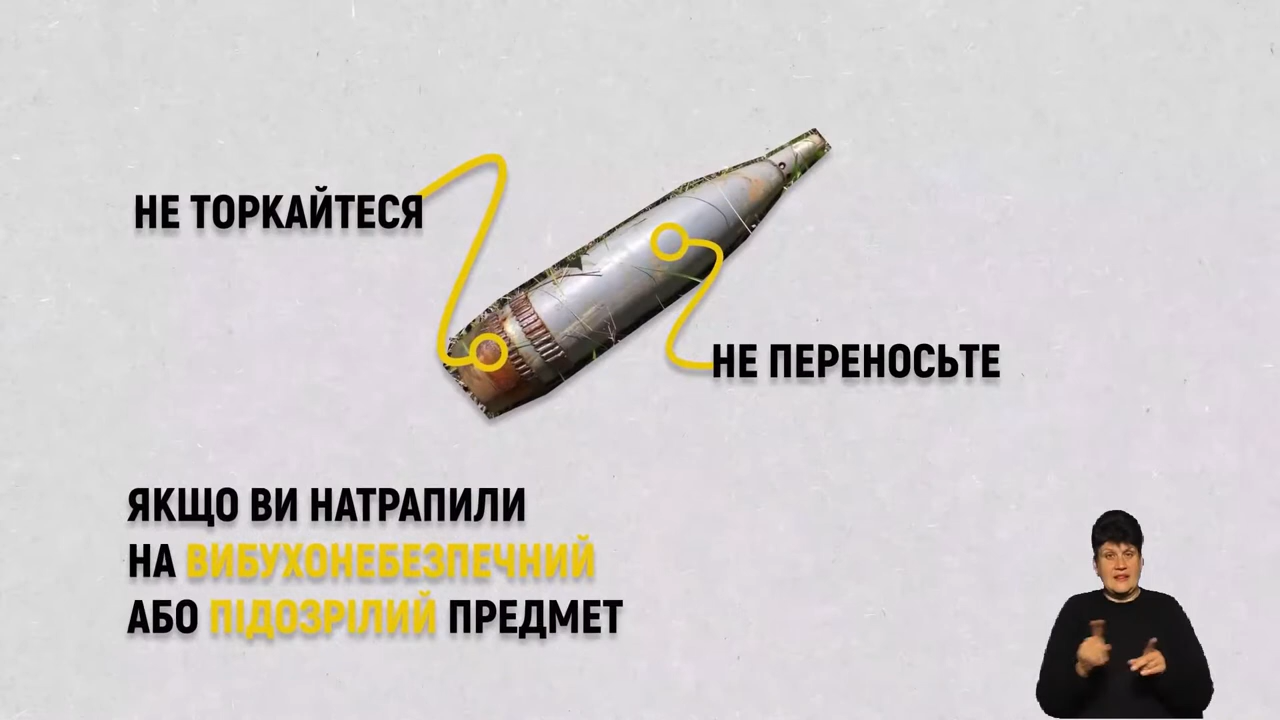 НЕ ТОРКАЙТЕСЯ
НЕ ПЕРЕНОСЬТЕ
ЯКЩО ВИ НАТРАПИЛИ
НА ВИБУХОНЕБЕЗПЕЧНИЙ
АБО ПІДОЗРІЛИЙ ПРЕДМЕТ